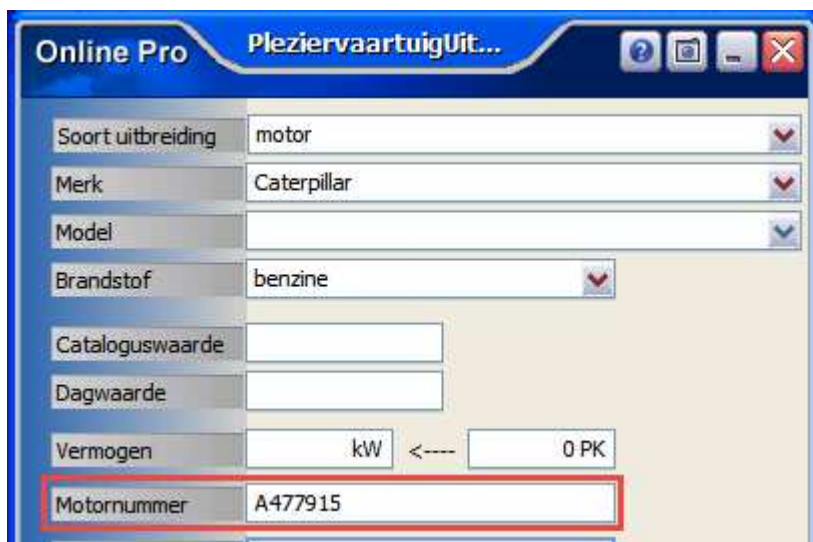 Online Pro PleziervaartuigUit...
Soort uitbreiding motor
Merk Caterpillar
Model
Brandstof benzine
Cataloguswaarde
Dagwaarde
Vermogen kW <---- 0 PK
Motornummer A477915